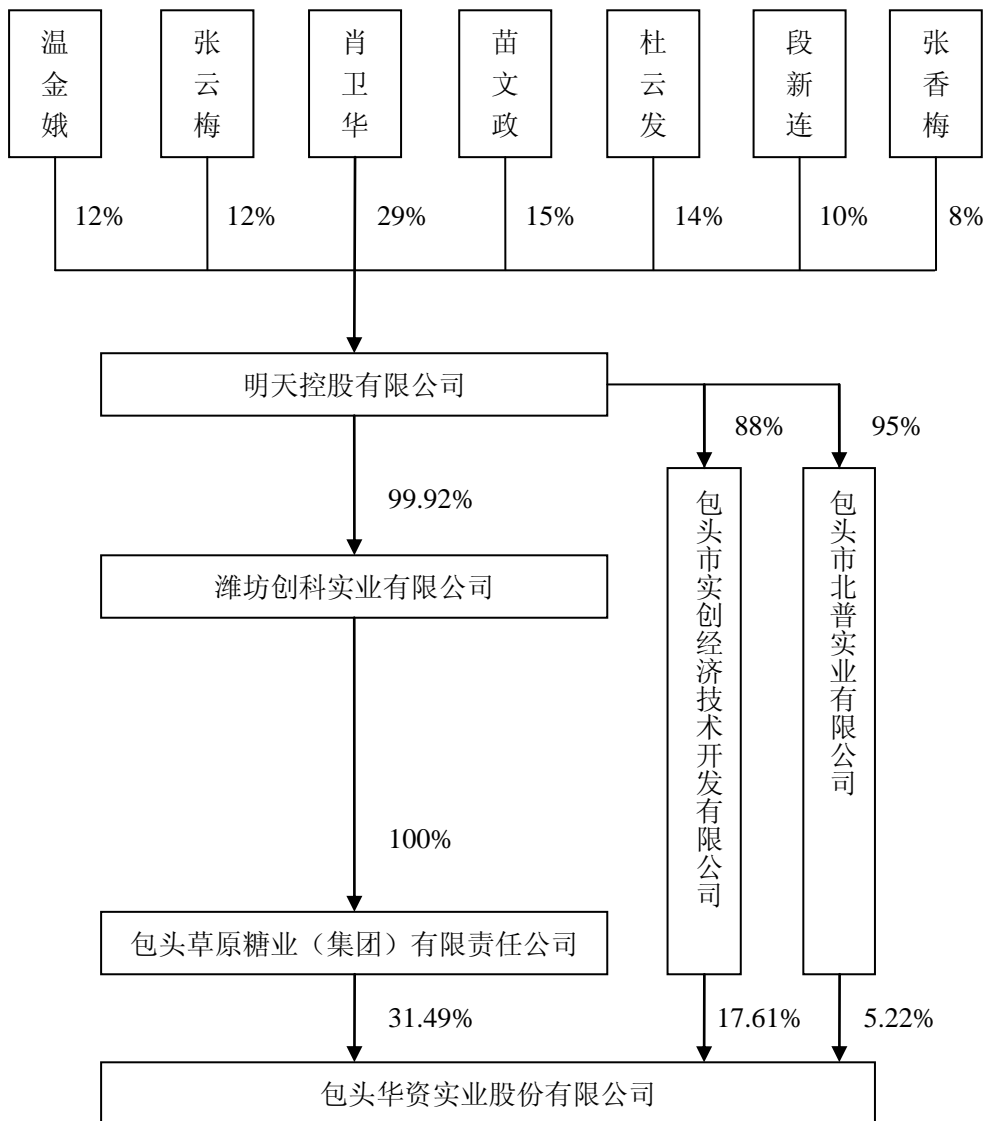 温金娥
张云梅
肖卫华
苗文政
杜云发
段新连
张香梅
12%
12%
29%
15%
14%
10%
8%
明天控股有限公司
88%
95%
99.92%
包头市实创经济技术开发有限公司
包头市北普实业有限公司
潍坊创科实业有限公司
100%
包头草原糖业（集团）有限责任公司
31.49%
17.61%
5.22%
包头华资实业股份有限公司